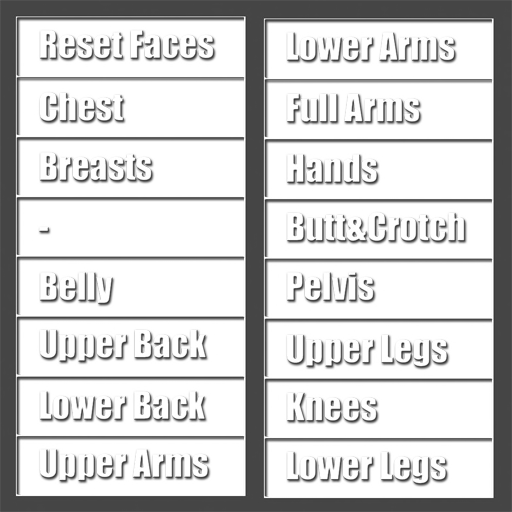 Reset Faces
Chest
Breasts
-
Belly
Upper Back
Lower Back
Upper Arms
Lower Arms
Full Arms
Hands
Butt&Crotch
Pelvis
Upper Legs
Knees
Lower Legs